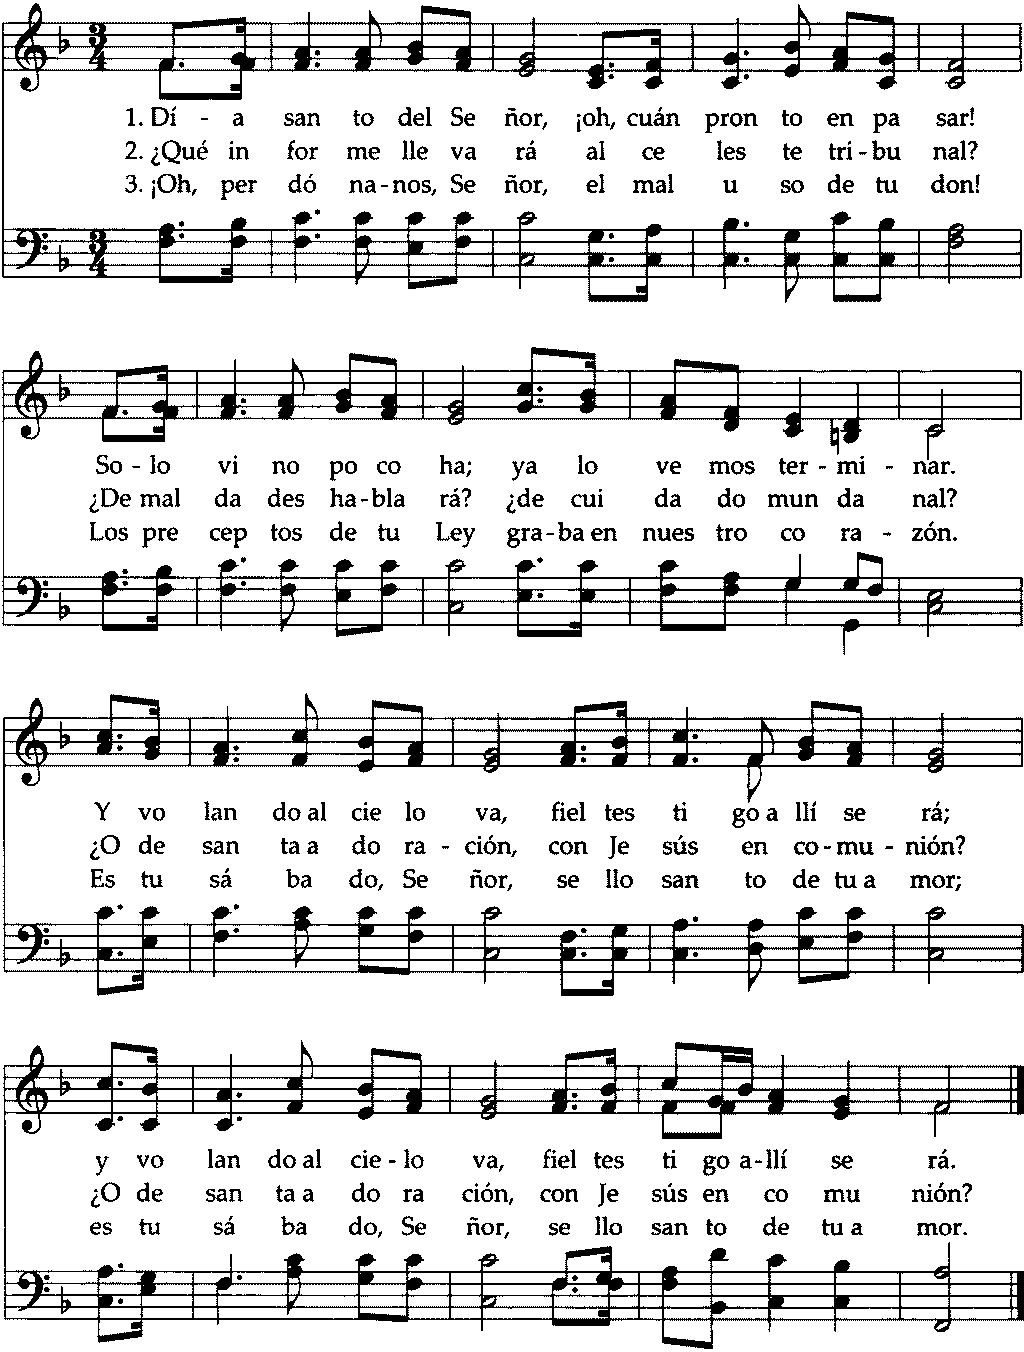 3
4
1. Dí - a san to del Se ñor, ¡oh, cuán pron to en pa sar!
2. ¿Qué in for me lle va rá al ce les te tri - bu nal?
3. ¡Oh, per dó na - nos, Se ñor, el mal u so de tu don!
3
4
So - lo vi no po co ha; ya lo ve mos ter - mi - nar.
¿De mal da des ha - bla rá? ¿de cui da do mun da nal?
Los pre cep tos de tu Ley gra - ba en nues tro co ra - zón.
Y vo lan do al cie lo va, fiel tes ti go a llí se rá;
¿O de san ta a do ra - ción, con Je sús en co - mu - nión?
Es tu sá ba do, Se ñor, se llo san to de tu a mor;
y vo lan do al cie - lo va, fiel tes ti go a - llí se rá.
¿O de san ta a do ra ción, con Je sús en co mu nión?
es tu sá ba do, Se ñor, se llo san to de tu a mor.